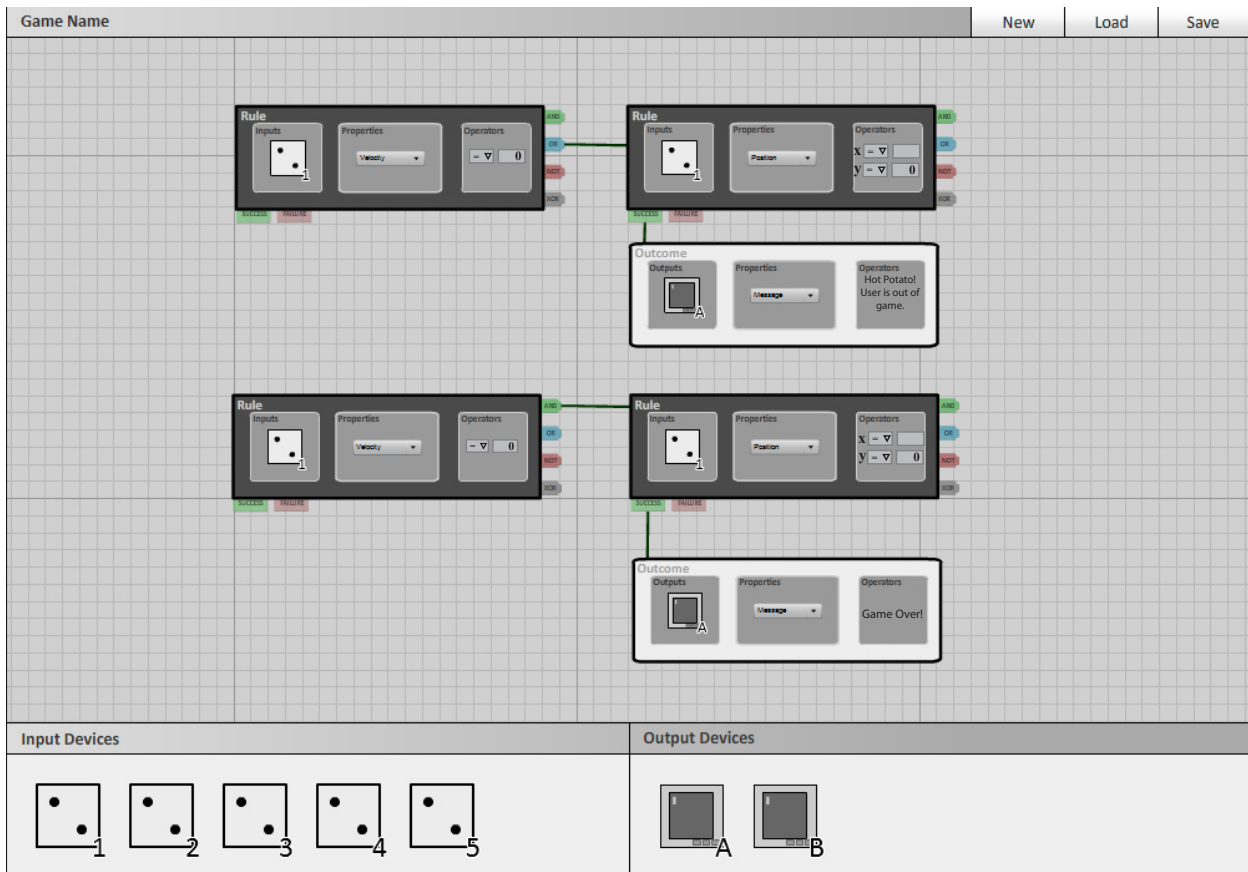 Game Name
New
Load
Save
Rule
Inputs
Properties
Operators
1
Velocity
= 0
AND
OR
NOT
XOR
SUCCESS
FAILURE
Rule
Inputs
Properties
Operators
1
Position
x =
y = 0
AND
OR
NOT
XOR
SUCCESS
FAILURE
Outcome
Outputs
Properties
Operators
A
Message
Hot Potato!
User is out of
game.
Rule
Inputs
Properties
Operators
1
Velocity
= 0
AND
OR
NOT
XOR
SUCCESS
FAILURE
Rule
Inputs
Properties
Operators
1
Position
x =
y = 0
AND
OR
NOT
XOR
SUCCESS
FAILURE
Outcome
Outputs
Properties
Operators
A
Message
Game Over!
Input Devices
1
2
3
4
5
Output Devices
A
B